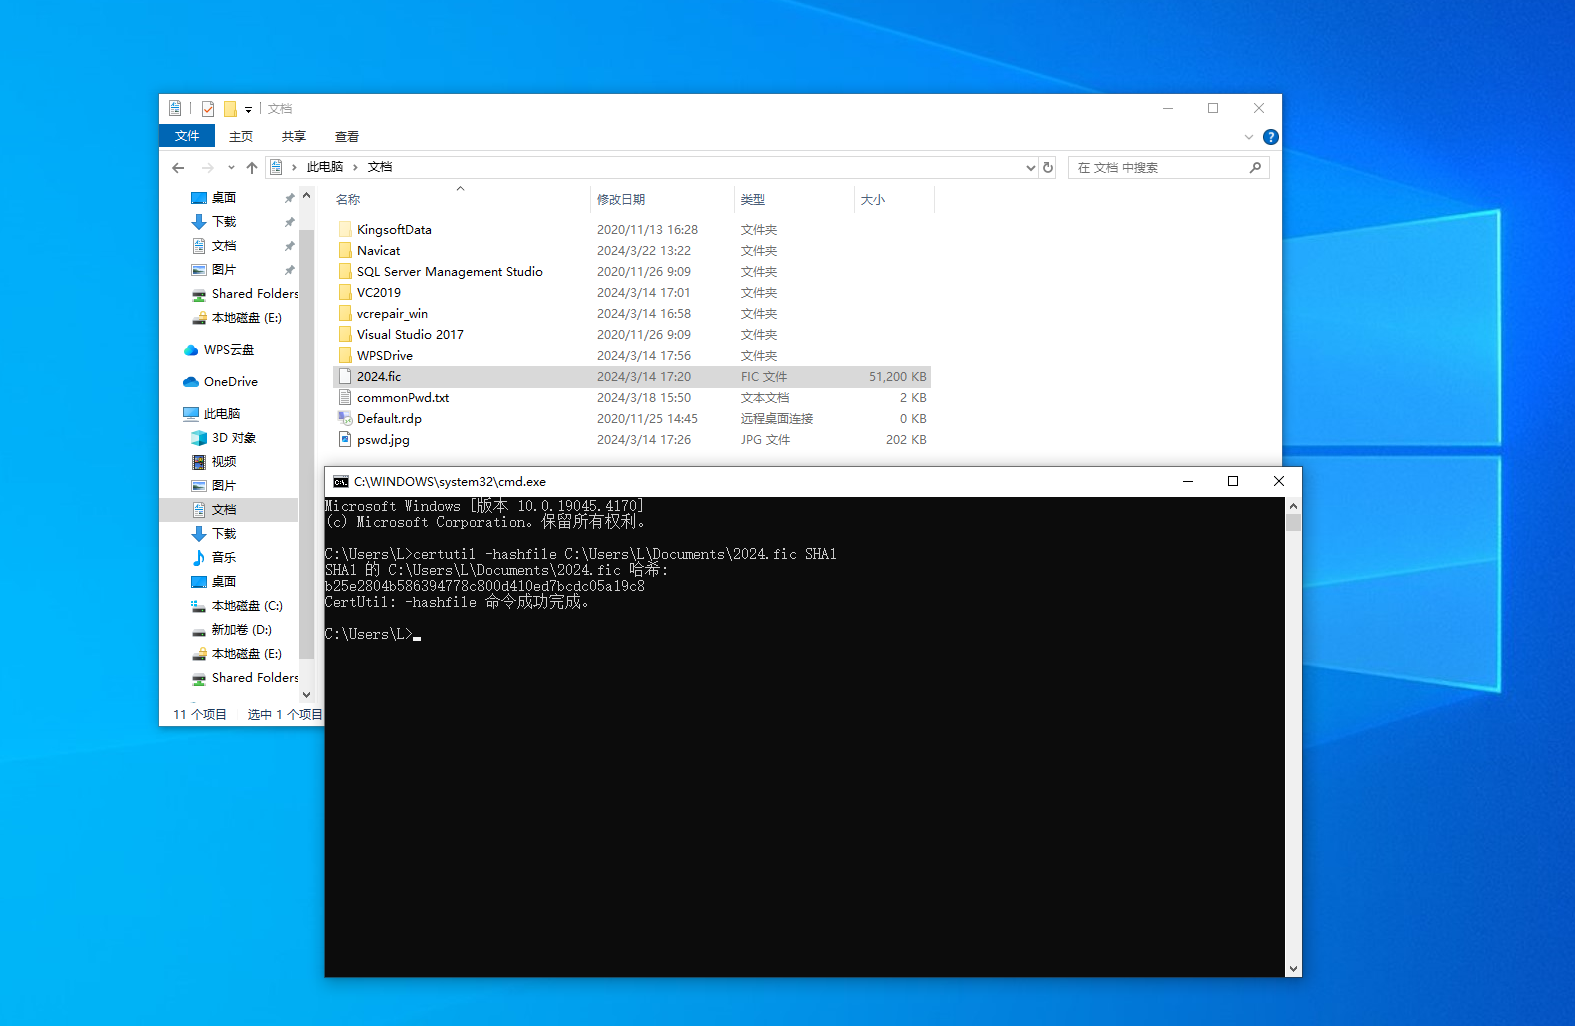 文档
文件 主页 共享 查看
此电脑 › 文档
在 文档 中搜索
桌面
下载
文档
图片
Shared Folders
本地磁盘 (E:)
WPS云盘
OneDrive
此电脑
3D 对象
视频
图片
文档
下载
音乐
桌面
本地磁盘 (C:)
新加卷 (D:)
本地磁盘 (E:)
Shared Folders
名称 修改日期 类型 大小
KingsoftData 2020/11/13 16:28 文件夹
Navicat 2024/3/22 13:22 文件夹
SQL Server Management Studio 2020/11/26 9:09 文件夹
VC2019 2024/3/14 17:01 文件夹
vcrepair_win 2024/3/14 16:58 文件夹
Visual Studio 2017 2020/11/26 9:09 文件夹
WPSDrive 2024/3/14 17:56 文件夹
2024.fic 2024/3/14 17:20 FIC 文件 51,200 KB
commonPwd.txt 2024/3/18 15:50 文本文档 2 KB
Default.rdp 2020/11/25 14:45 远程桌面连接 0 KB
pswd.jpg 2024/3/14 17:26 JPG 文件 202 KB
11 个项目 选中 1 个项目
C:\WINDOWS\system32\cmd.exe
Microsoft Windows [版本 10.0.19045.4170]
(c) Microsoft Corporation。保留所有权利。
C:\Users\L>certutil -hashfile C:\Users\L\Documents\2024.fic SHA1
SHA1 的 C:\Users\L\Documents\2024.fic 哈希:
b25e2804b586394778c800d410ed7bcdc05a19c8
CertUtil: -hashfile 命令成功完成。
C:\Users\L>